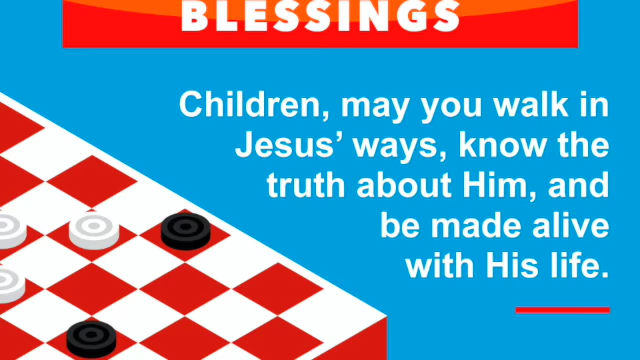 BLESSINGS
Children, may you walk in
Jesus’ ways, know the
truth about Him, and
be made alive
with His life.